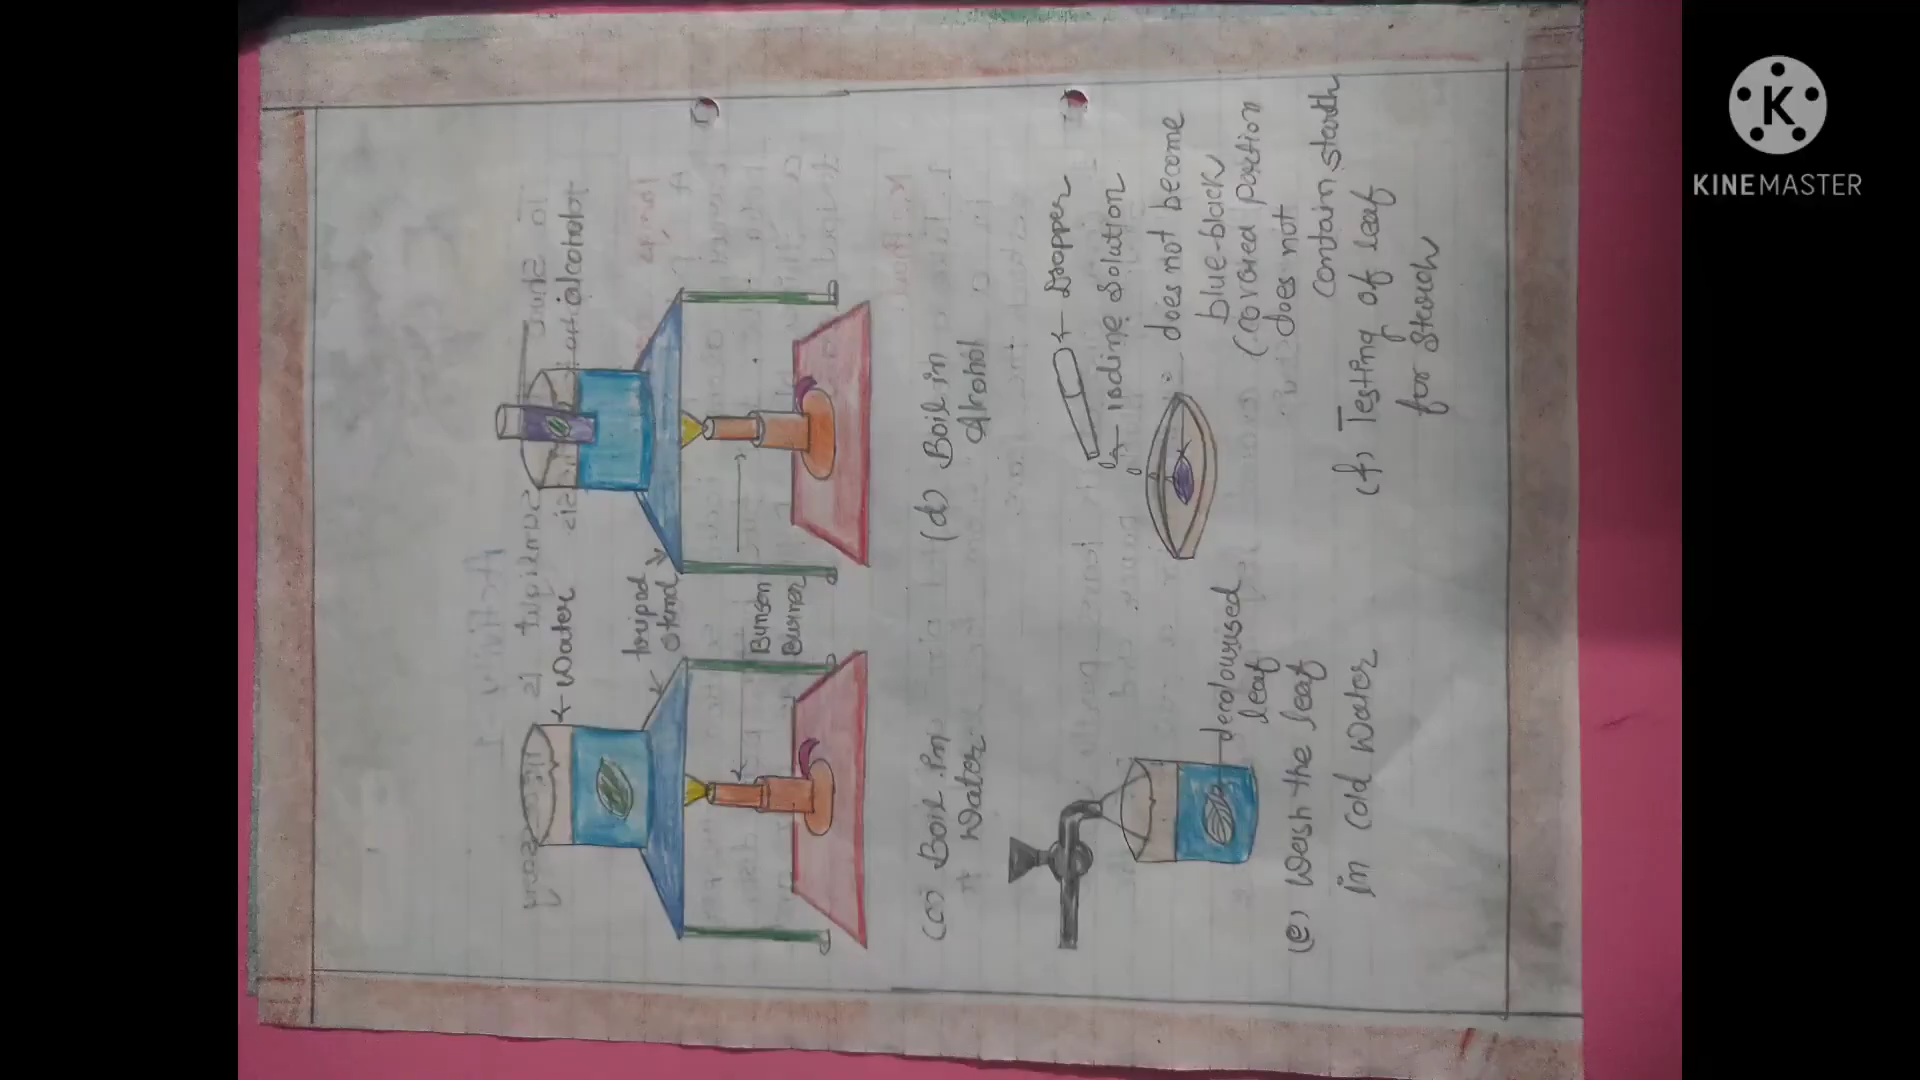 alcohol
← Water
tripod
stand
Bunsen
Burner
(c) Boil in
Water
(d) Boil in
Alcohol
← Dropper
← iodine Solution
does not become
blue-black
(covered portion
does not
contain starch
decolourised
leaf
(e) Wash the leaf
in Cold Water
(f) Testing of leaf
for Starch
KINEMASTER